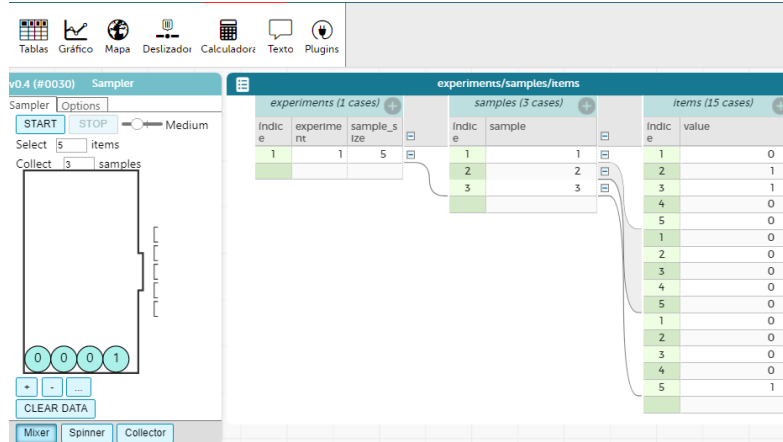 Tablas Gráfico Mapa Deslizador Calculadora Texto Plugins
v0.4 (#0030) Sampler
Sampler Options
START STOP Medium
Select 5 items
Collect 3 samples
0 0 0 1
+ - ...
CLEAR DATA
Mixer Spinner Collector
experiments/samples/items
experiments (1 cases)
índice experiment sample_size
1 1 5
samples (3 cases)
índice sample
1 1
2 2
3 3
items (15 cases)
índice value
1 0
2 1
3 1
4 0
5 0
1 0
2 0
3 0
4 0
5 0
1 0
2 0
3 0
4 0
5 1